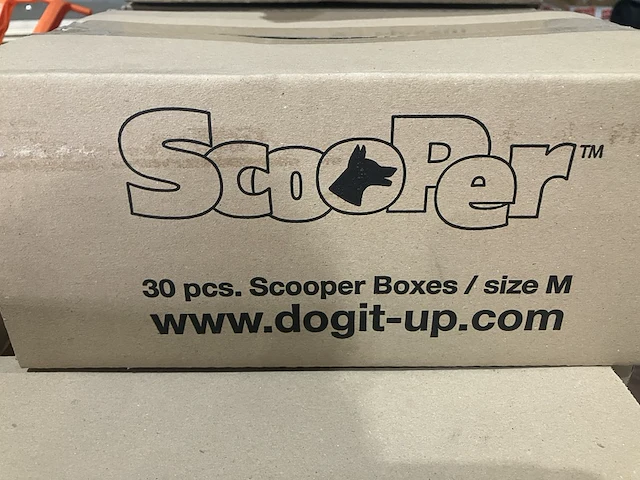 ScooPer™
30 pcs. Scooper Boxes / size M
www.dogit-up.com